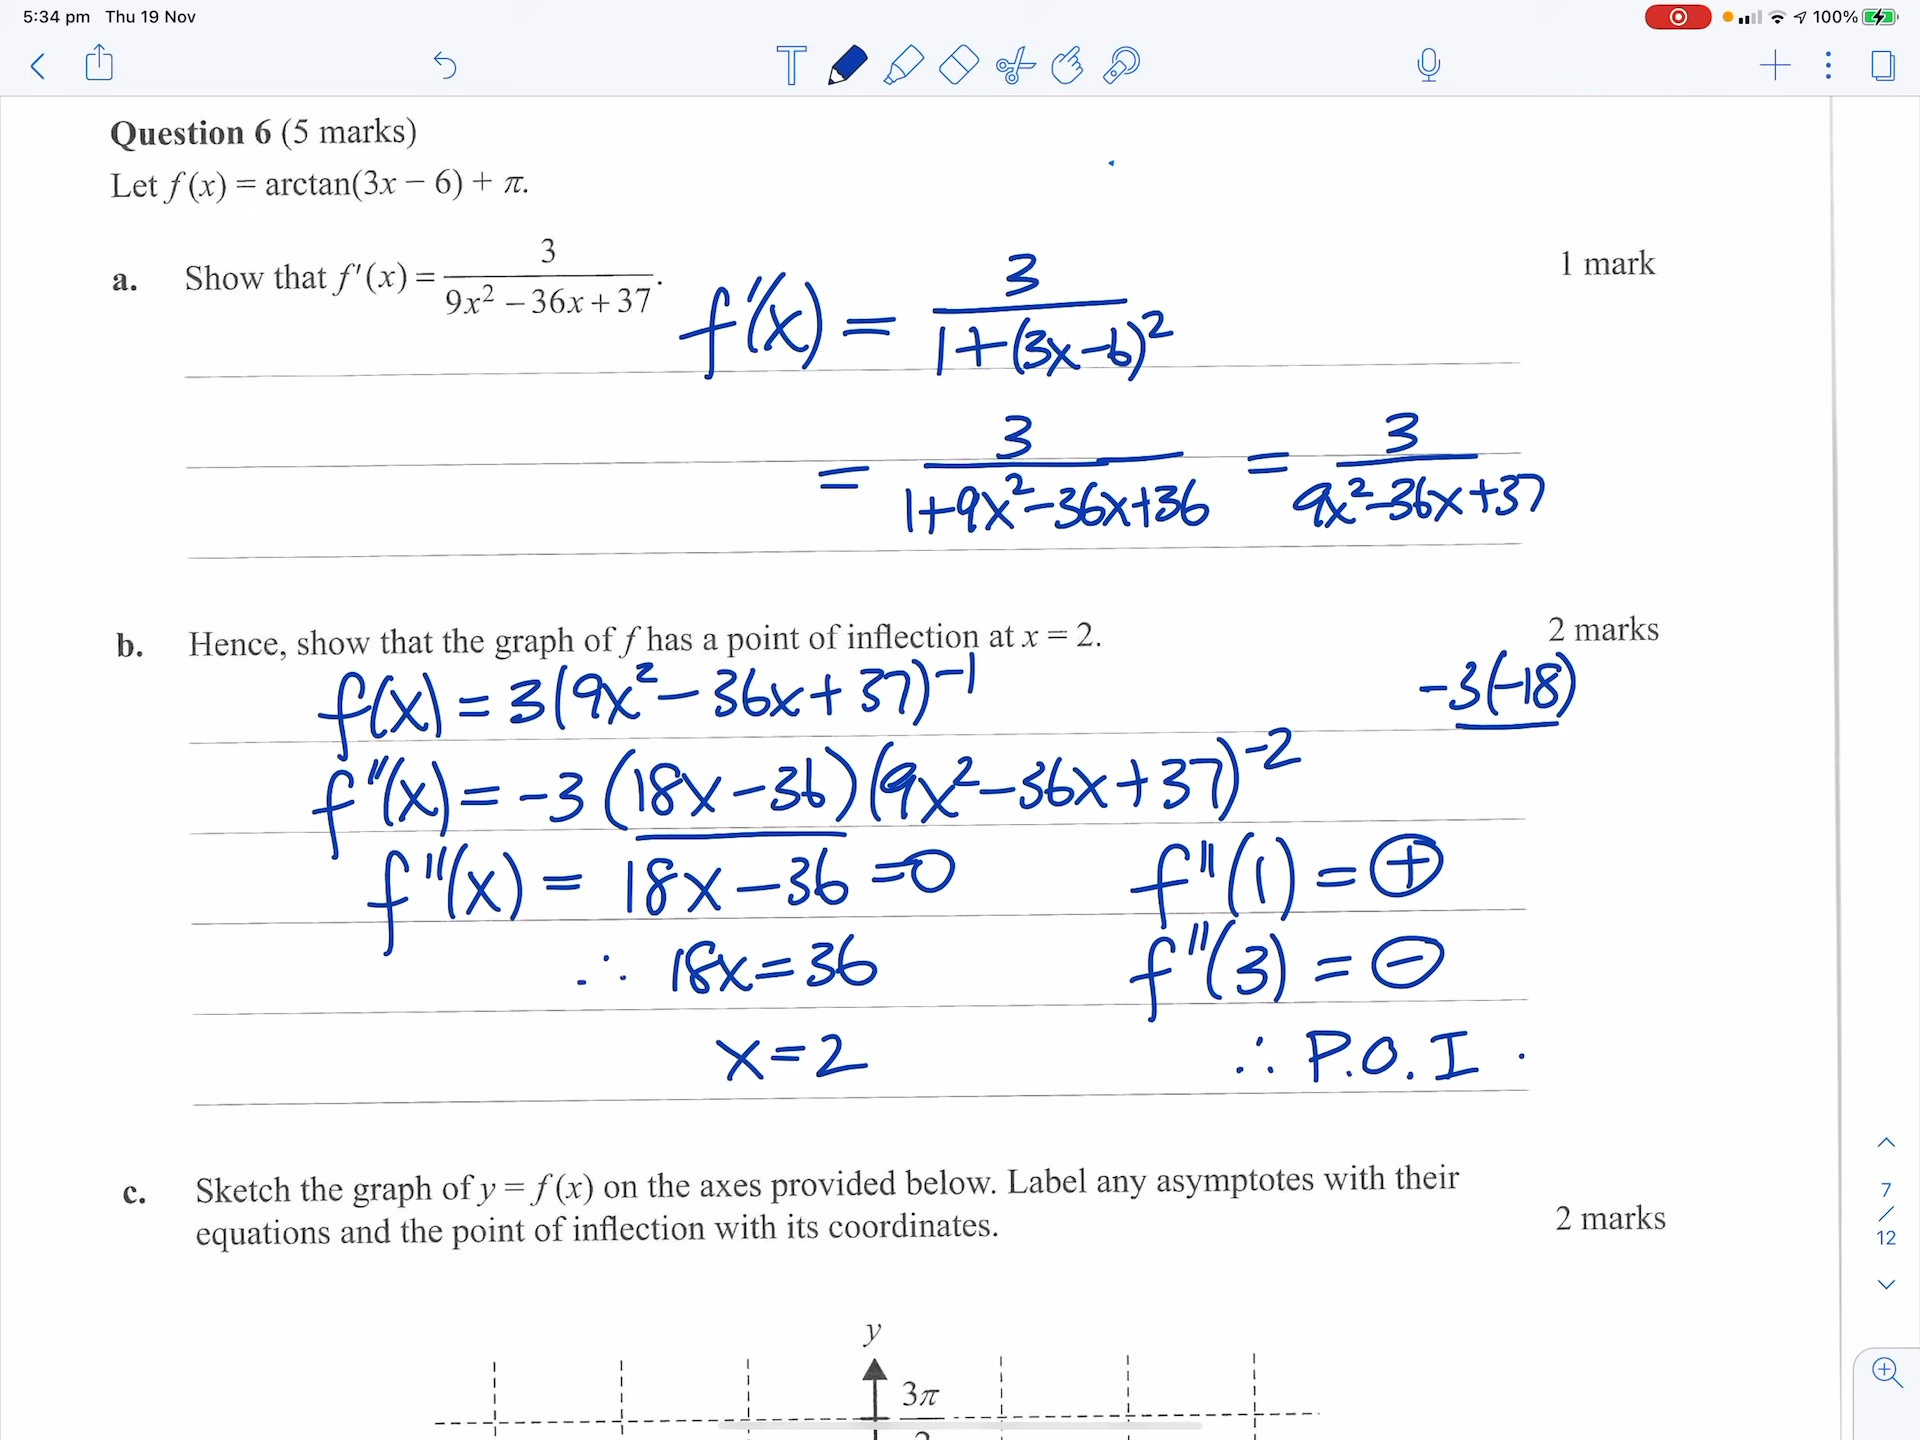 5:34 pm Thu 19 Nov
100%
Question 6 (5 marks)
Let f(x) = arctan(3x − 6) + π.
a. Show that f′(x) = 3/(9x² − 36x + 37).
1 mark
f′(x) = 3/(1+(3x−6)²)
= 3/(1+9x²−36x+36) = 3/(9x²−36x+37)
b. Hence, show that the graph of f has a point of inflection at x = 2.
2 marks
f(x) = 3(9x²−36x+37)⁻¹
−3(−18)
f″(x) = −3(18x−36)(9x²−36x+37)⁻²
f″(x) = 18x−36 =0
f″(1) = ⊕
∴ 18x=36
f″(3) = ⊖
x=2
∴ P.O.I.
c. Sketch the graph of y = f(x) on the axes provided below. Label any asymptotes with their
equations and the point of inflection with its coordinates.
2 marks
7
/
12
y
3π